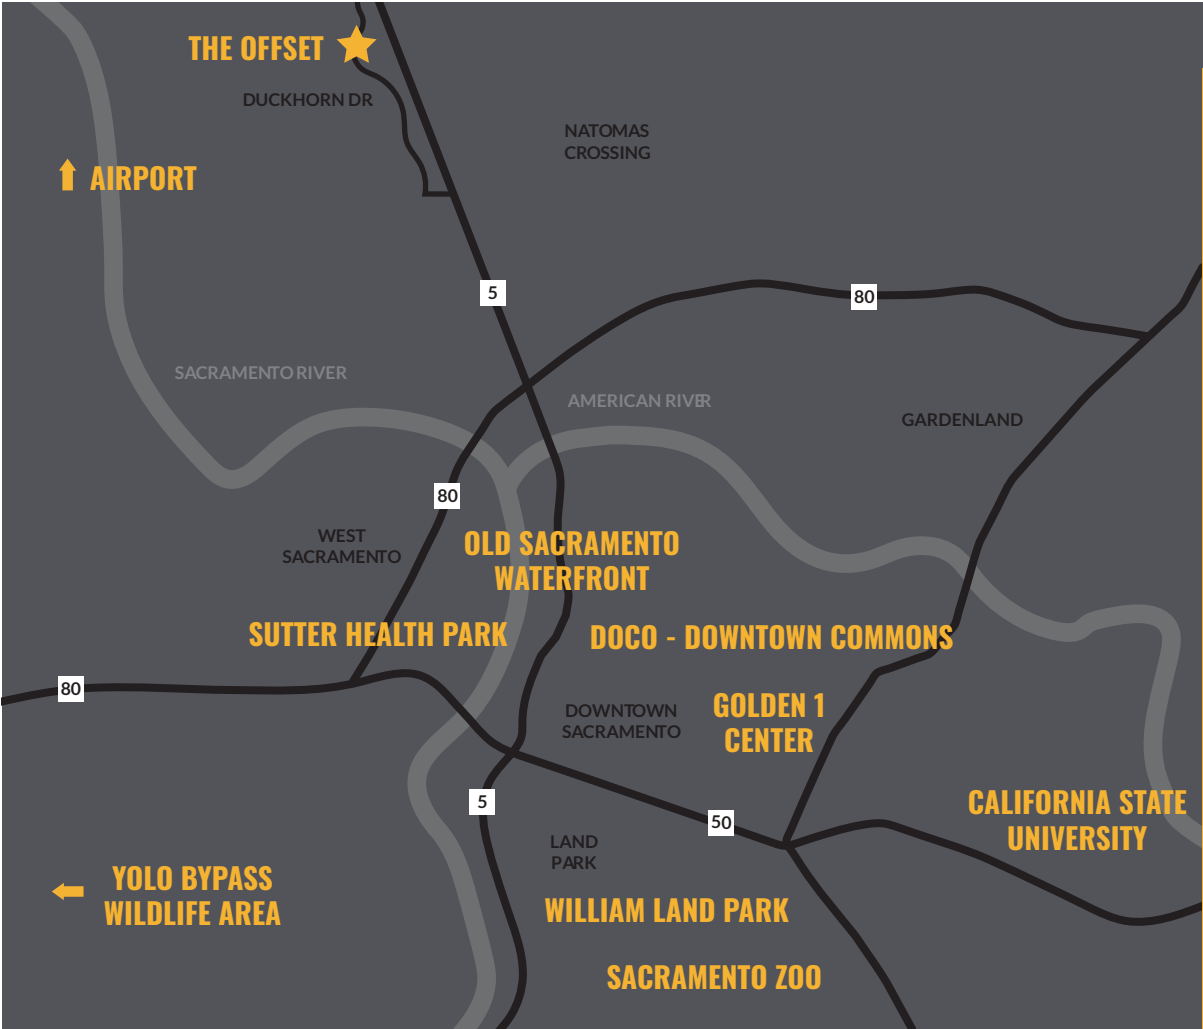 THE OFFSET
DUCKHORN DR
NATOMAS
CROSSING
AIRPORT
5
80
SACRAMENTO RIVER
AMERICAN RIVER
GARDENLAND
80
WEST
SACRAMENTO
OLD SACRAMENTO
WATERFRONT
SUTTER HEALTH PARK
DOCO - DOWNTOWN COMMONS
80
DOWNTOWN
SACRAMENTO
GOLDEN 1
CENTER
5
50
CALIFORNIA STATE
UNIVERSITY
LAND
PARK
YOLO BYPASS
WILDLIFE AREA
WILLIAM LAND PARK
SACRAMENTO ZOO